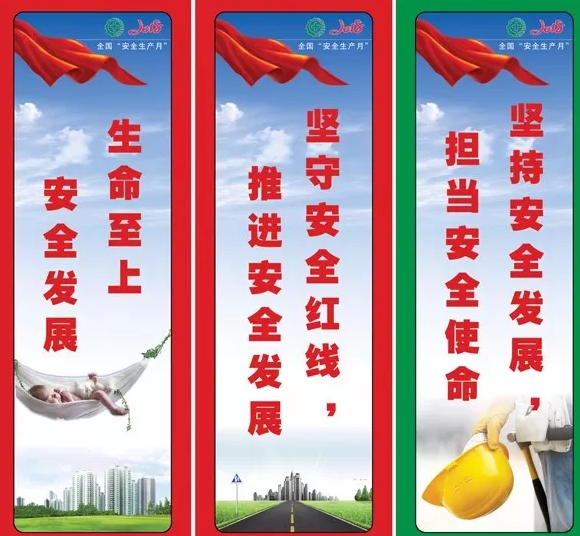 全国“安全生产月”
生命至上
安全发展
全国“安全生产月”
坚守安全红线，
推进安全发展
全国“安全生产月”
坚持安全发展，
担当安全使命